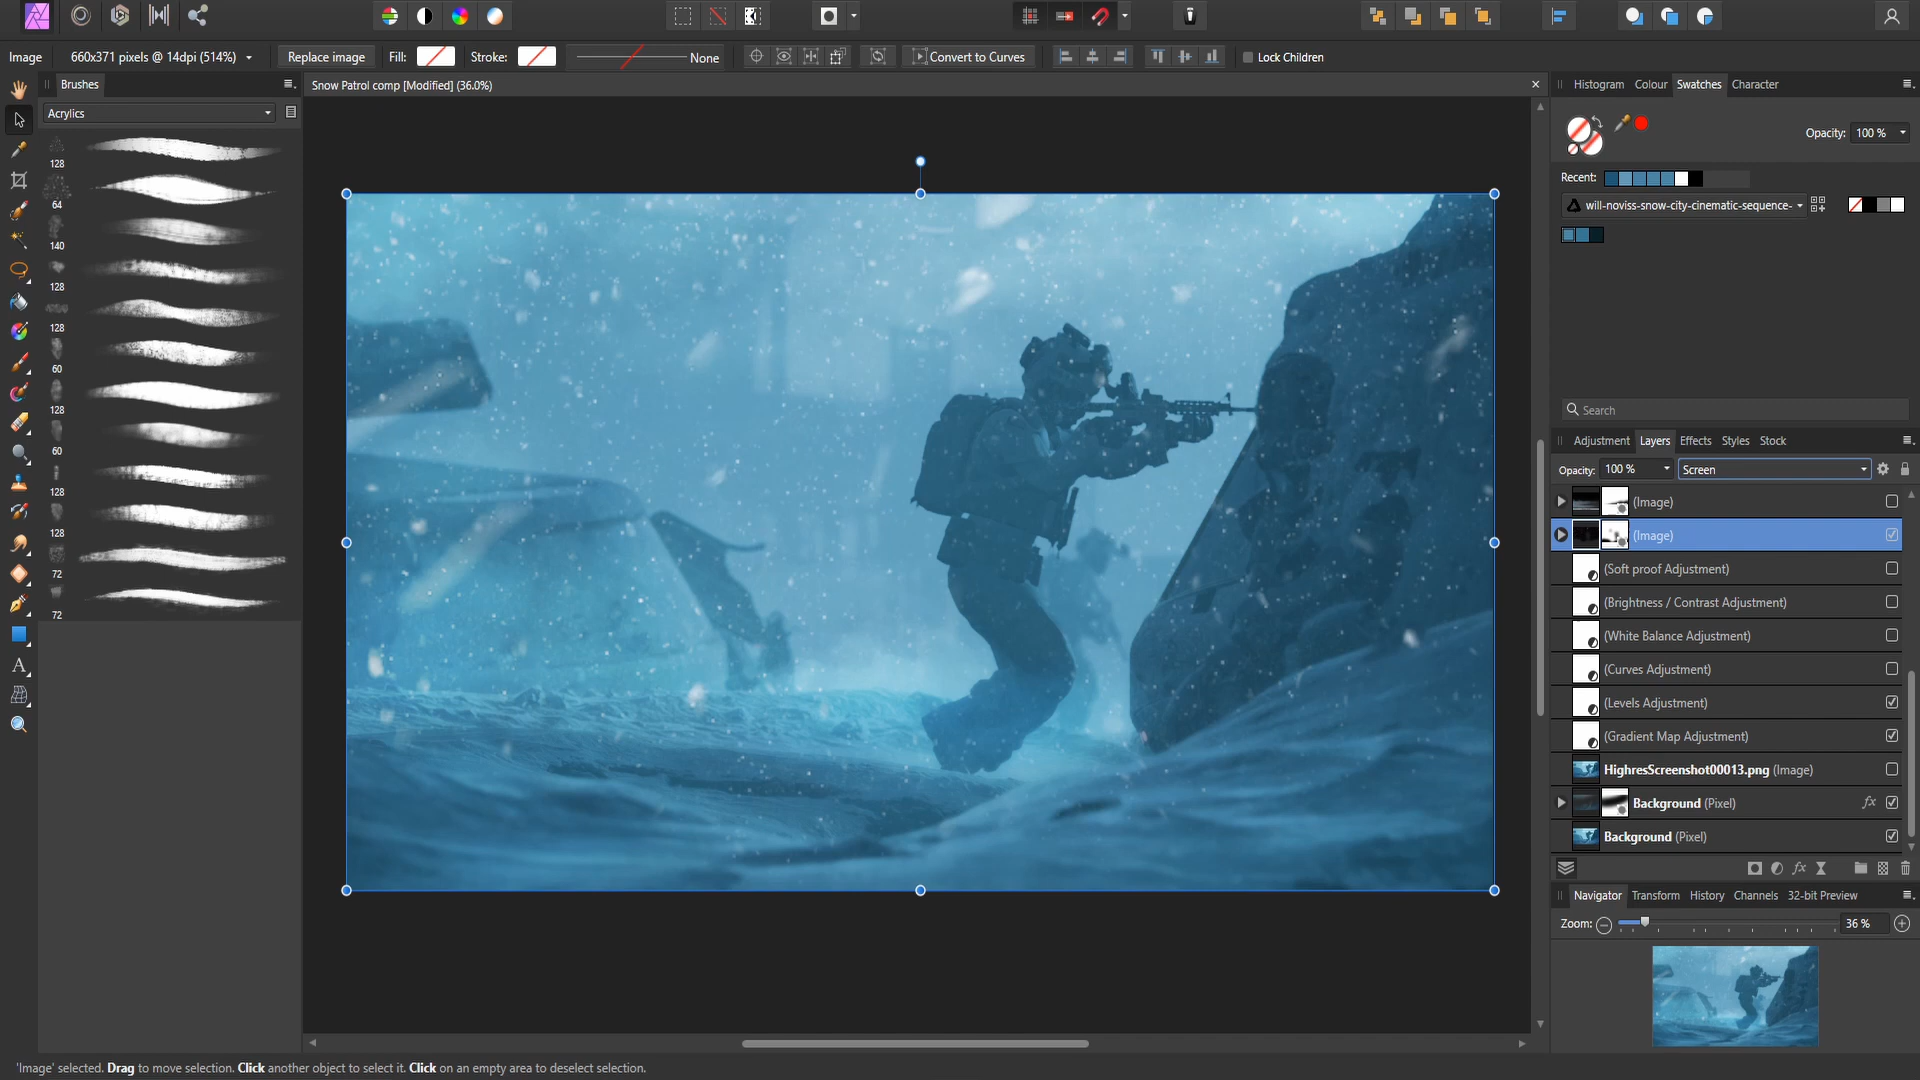 Image
660x371 pixels @ 14dpi (514%)
Replace image
Fill:
Stroke:
None
Convert to Curves
Lock Children
Brushes
Snow Patrol comp [Modified] (36.0%)
Histogram
Colour
Swatches
Character
Acrylics
128
64
140
128
128
60
128
60
128
128
72
72
Opacity:
100 %
Recent:
will-noviss-snow-city-cinematic-sequence-
Search
Adjustment
Layers
Effects
Styles
Stock
Opacity:
100 %
Screen
(Image)
(Image)
(Soft proof Adjustment)
(Brightness / Contrast Adjustment)
(White Balance Adjustment)
(Curves Adjustment)
(Levels Adjustment)
(Gradient Map Adjustment)
HighresScreenshot00013.png (Image)
Background (Pixel)
fx
Background (Pixel)
fx
Navigator
Transform
History
Channels
32-bit Preview
Zoom:
36 %
'Image' selected. Drag to move selection. Click another object to select it. Click on an empty area to deselect selection.